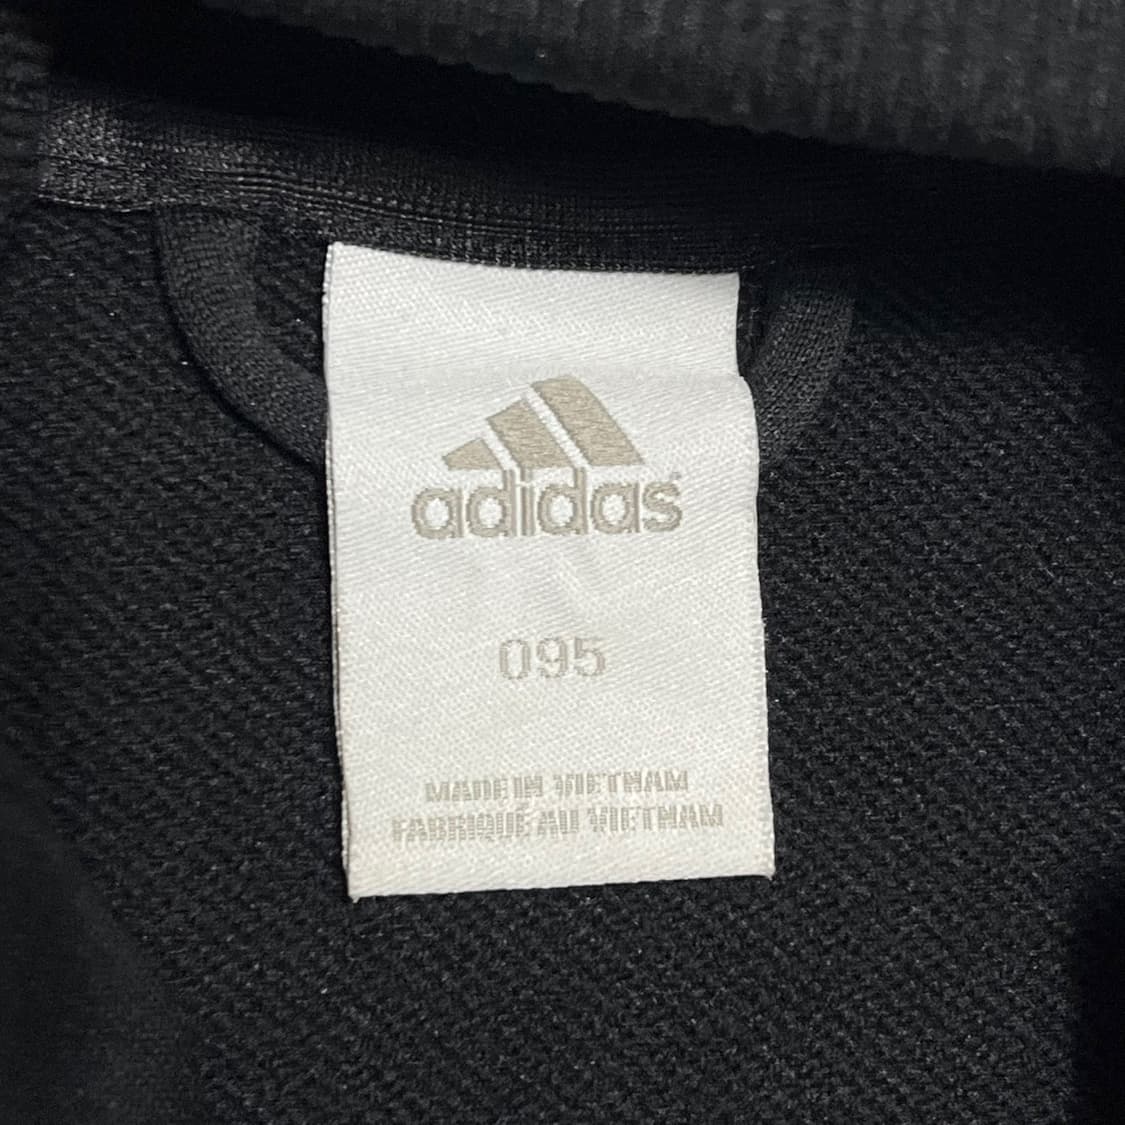 adidas®
095
MADE IN VIETNAM
FABRIQUÉ AU VIETNAM